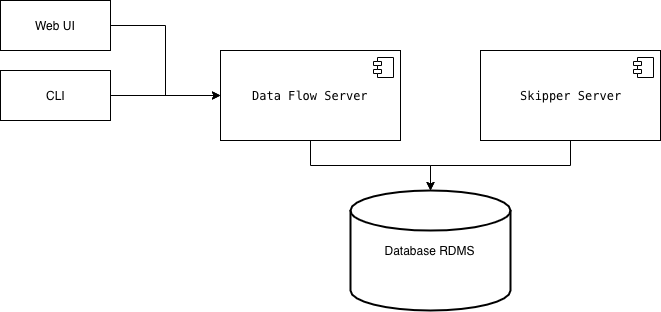 Web UI
CLI
Data Flow Server
Skipper Server
Database RDMS